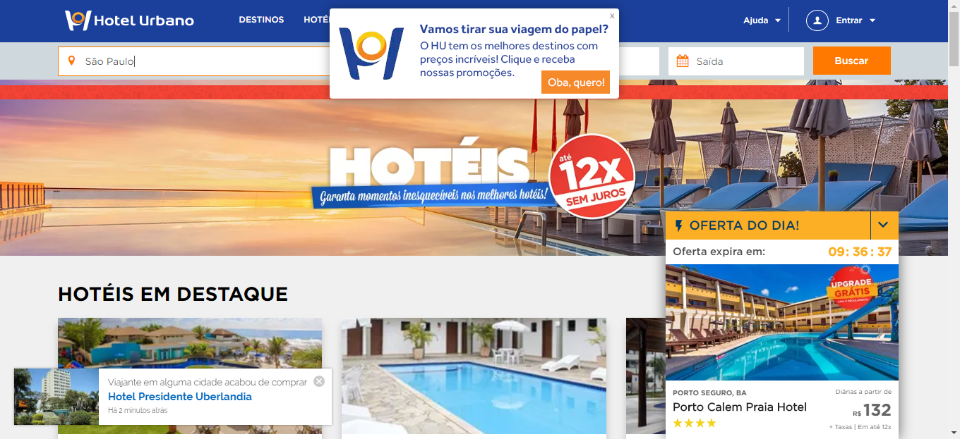 Hotel Urbano
DESTINOS
HOTÉ
Ajuda
Entrar
x
Vamos tirar sua viagem do papel?
O HU tem os melhores destinos com
preços incríveis! Clique e receba
nossas promoções.
Oba, quero!
São Paulo
Saída
Buscar
HOTÉIS
Garanta momentos inesquecíveis nos melhores hotéis!
até
12x
SEM JUROS
OFERTA DO DIA!
Oferta expira em:
09: 36: 37
UPGRADE
GRÁTIS
HOTÉIS EM DESTAQUE
Viajante em alguma cidade acabou de comprar
Hotel Presidente Uberlandia
Há 2 minutos atrás
PORTO SEGURO, BA
Diárias a partir de
Porto Calem Praia Hotel
R$ 132
+ Taxas | Em até 12x